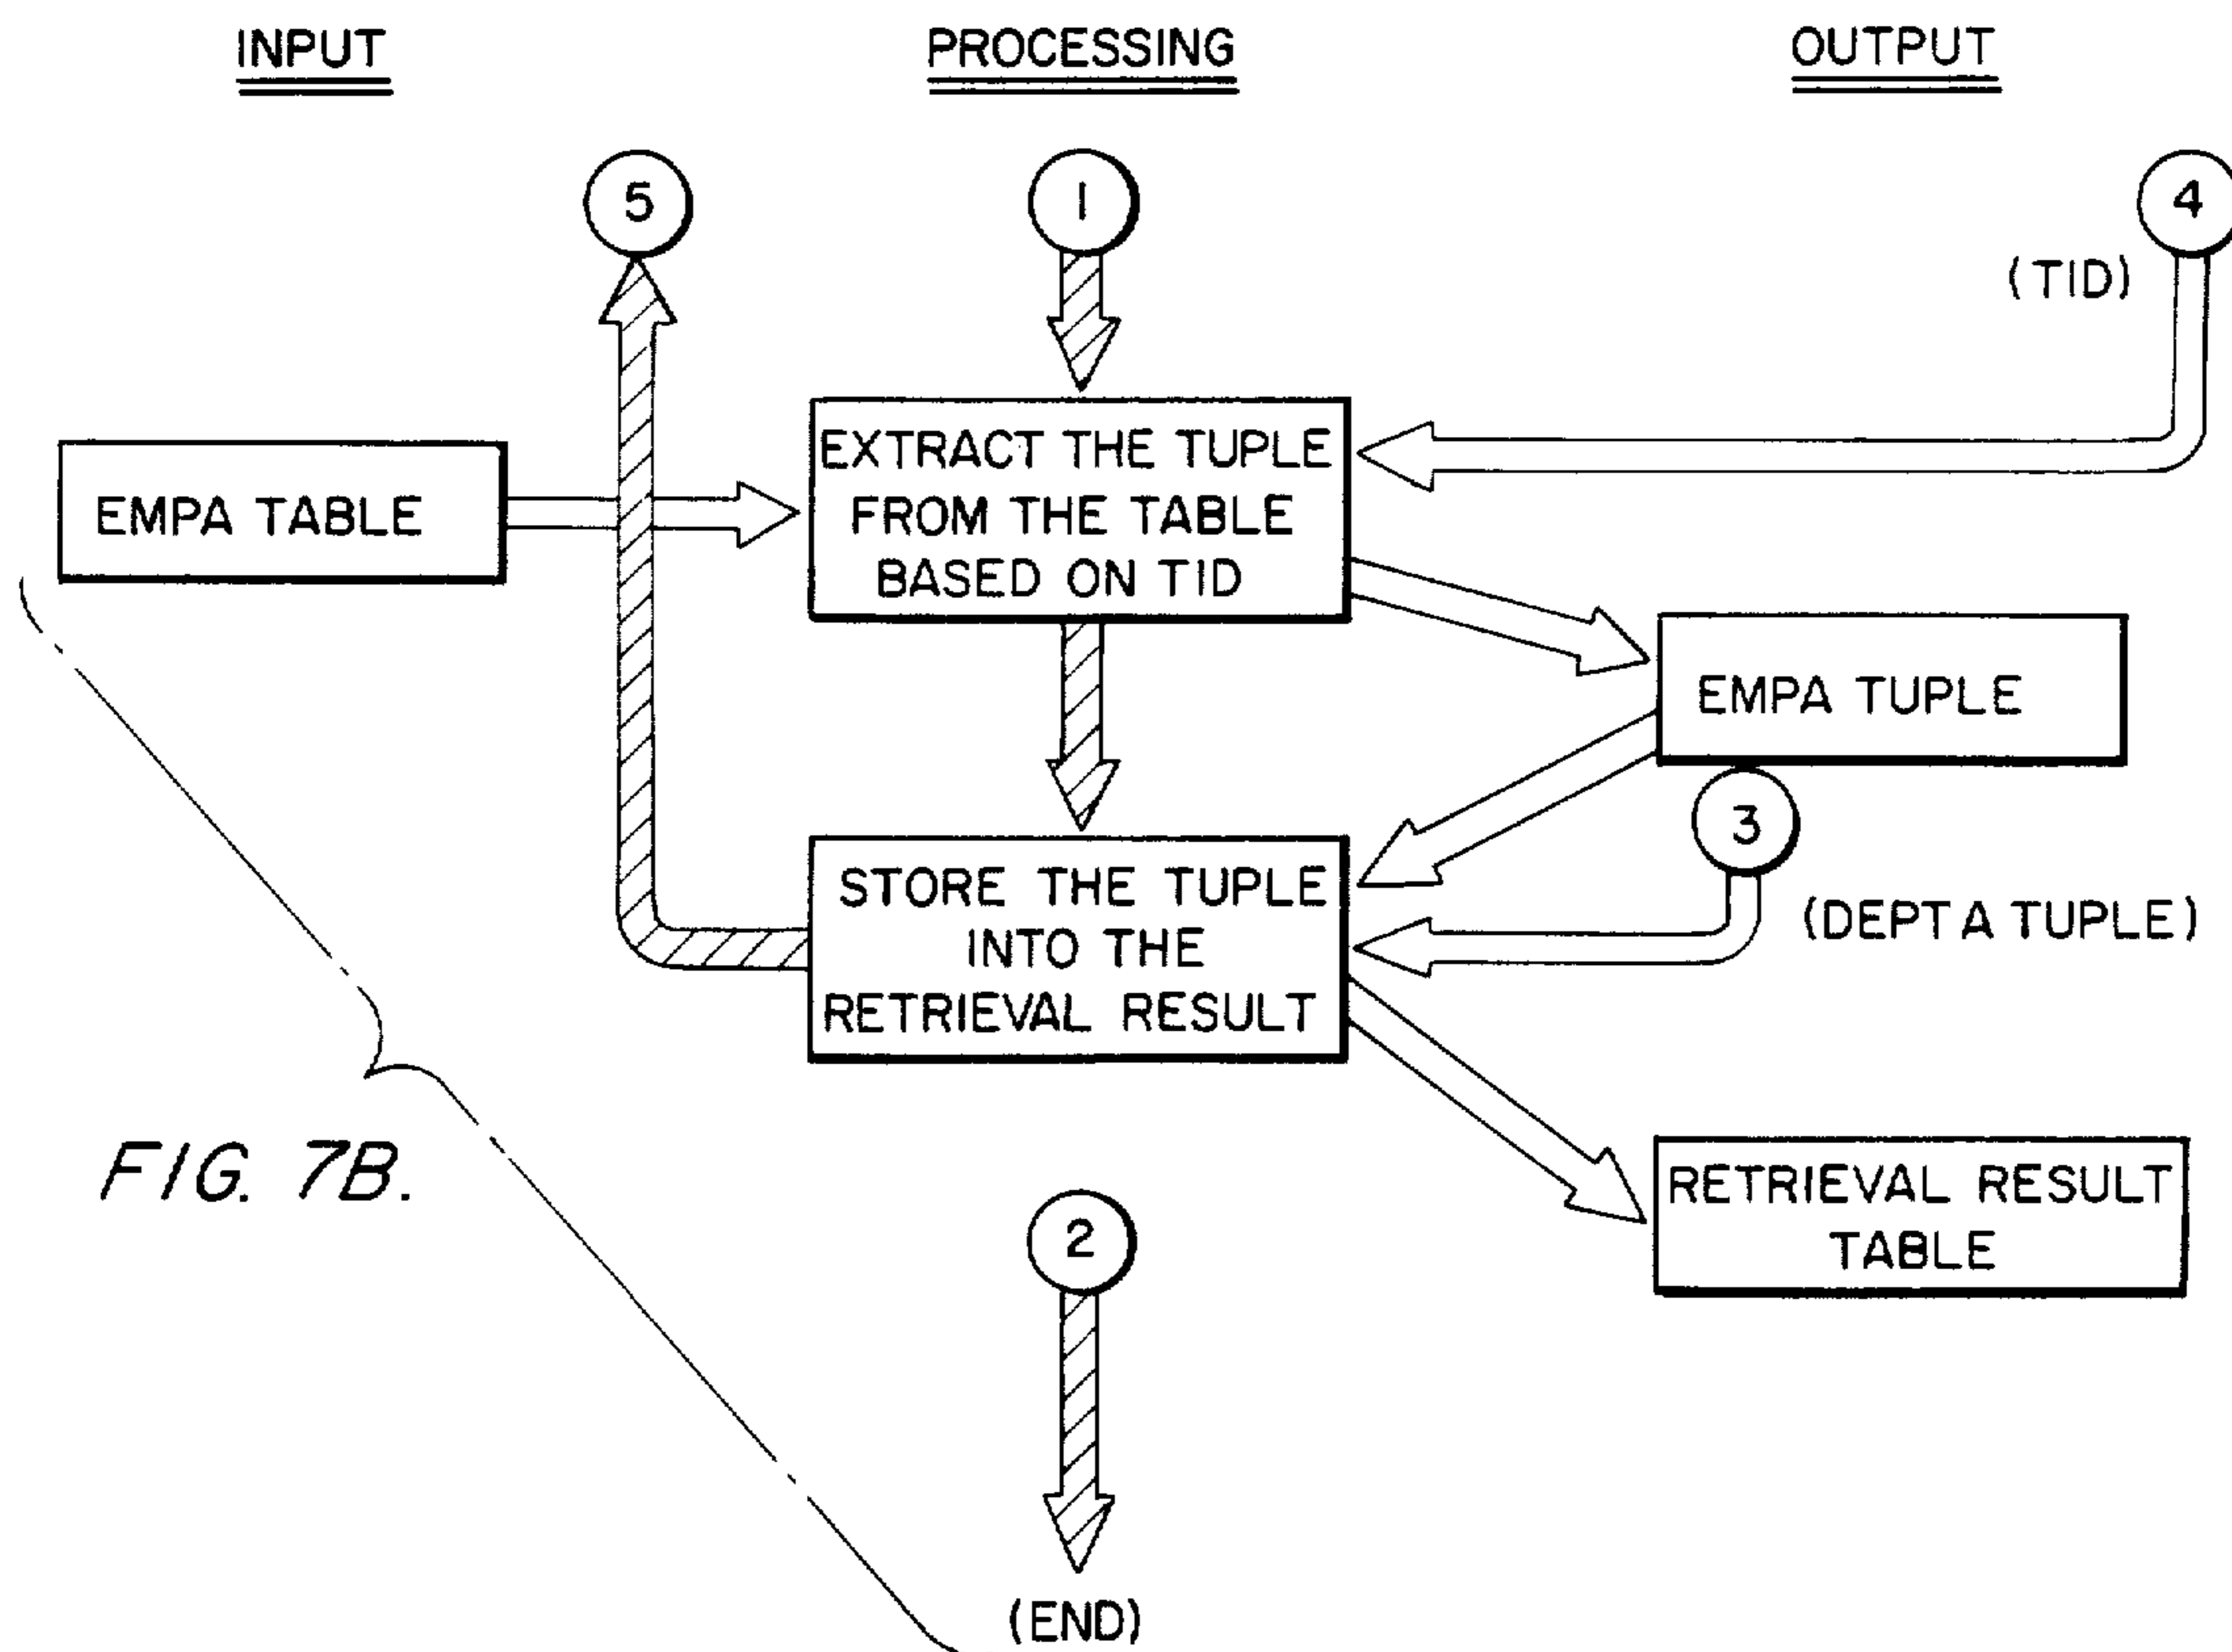 INPUT
PROCESSING
OUTPUT
5
1
4
(TID)
EMPA TABLE
EXTRACT THE TUPLE
FROM THE TABLE
BASED ON TID
EMPA TUPLE
3
(DEPT A TUPLE)
STORE THE TUPLE
INTO THE
RETRIEVAL RESULT
FIG. 7B.
2
RETRIEVAL RESULT
TABLE
(END)